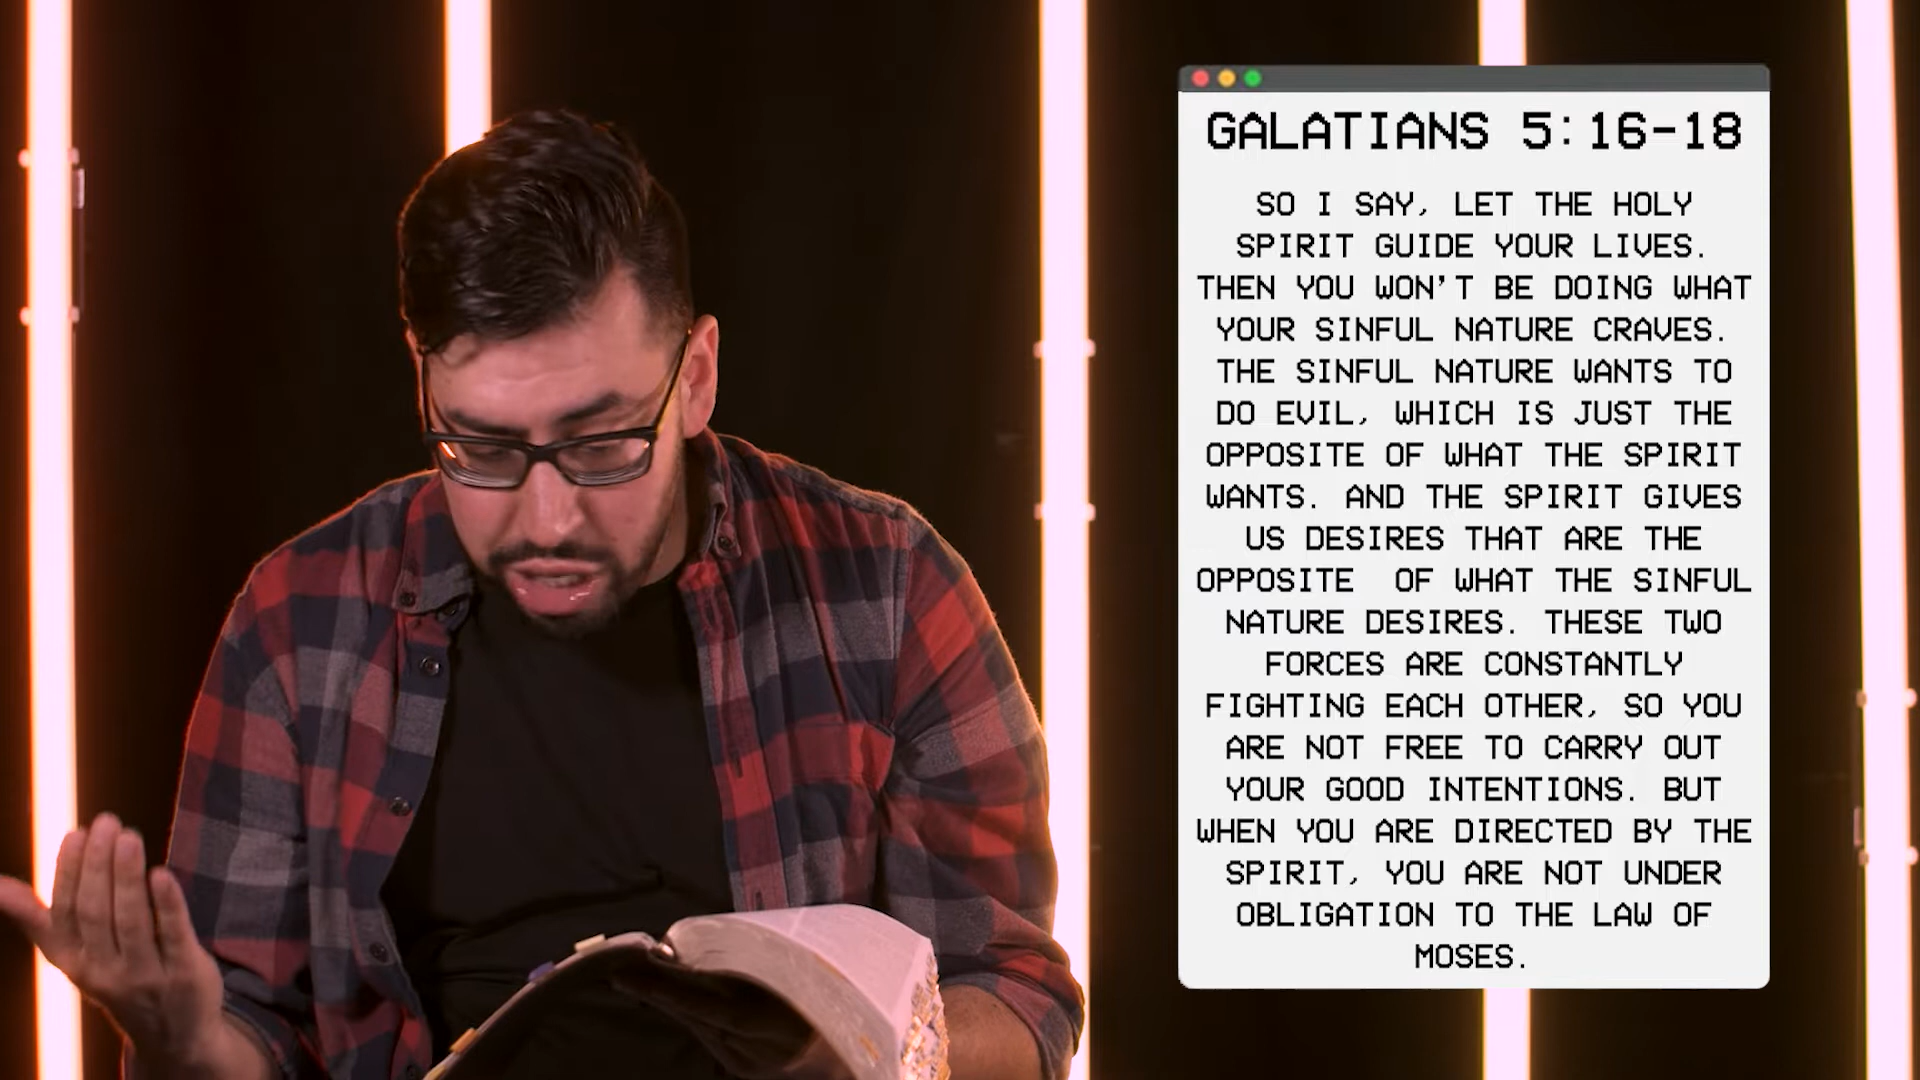 GALATIANS 5:16-18
SO I SAY, LET THE HOLY
SPIRIT GUIDE YOUR LIVES.
THEN YOU WON'T BE DOING WHAT
YOUR SINFUL NATURE CRAVES.
THE SINFUL NATURE WANTS TO
DO EVIL, WHICH IS JUST THE
OPPOSITE OF WHAT THE SPIRIT
WANTS. AND THE SPIRIT GIVES
US DESIRES THAT ARE THE
OPPOSITE  OF WHAT THE SINFUL
NATURE DESIRES. THESE TWO
FORCES ARE CONSTANTLY
FIGHTING EACH OTHER, SO YOU
ARE NOT FREE TO CARRY OUT
YOUR GOOD INTENTIONS. BUT
WHEN YOU ARE DIRECTED BY THE
SPIRIT, YOU ARE NOT UNDER
OBLIGATION TO THE LAW OF
MOSES.